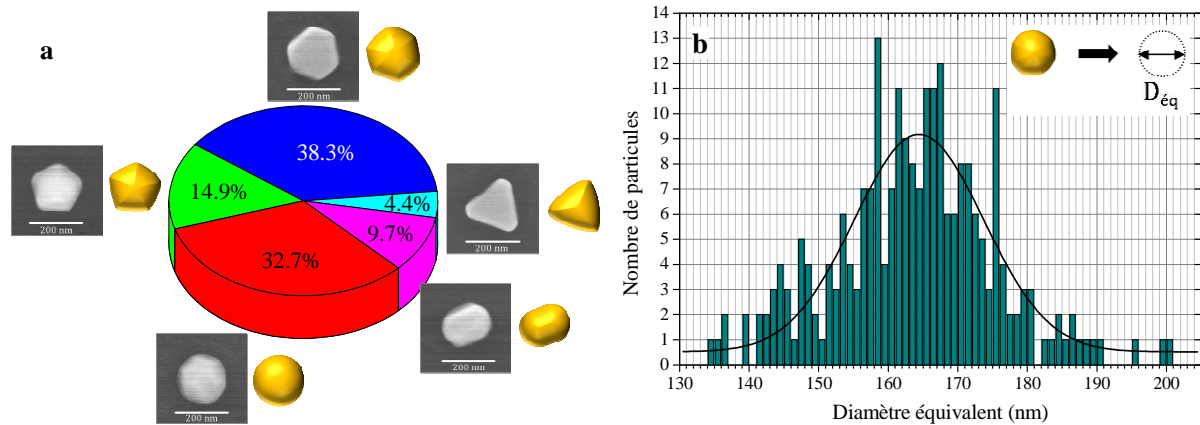 a
200 nm
38.3%
14.9%
4.4%
9.7%
32.7%
200 nm
200 nm
200 nm
200 nm
b
D éq
Nombre de particules
14
13
12
11
10
9
8
7
6
5
4
3
2
1
0
130 140 150 160 170 180 190 200
Diamètre équivalent (nm)